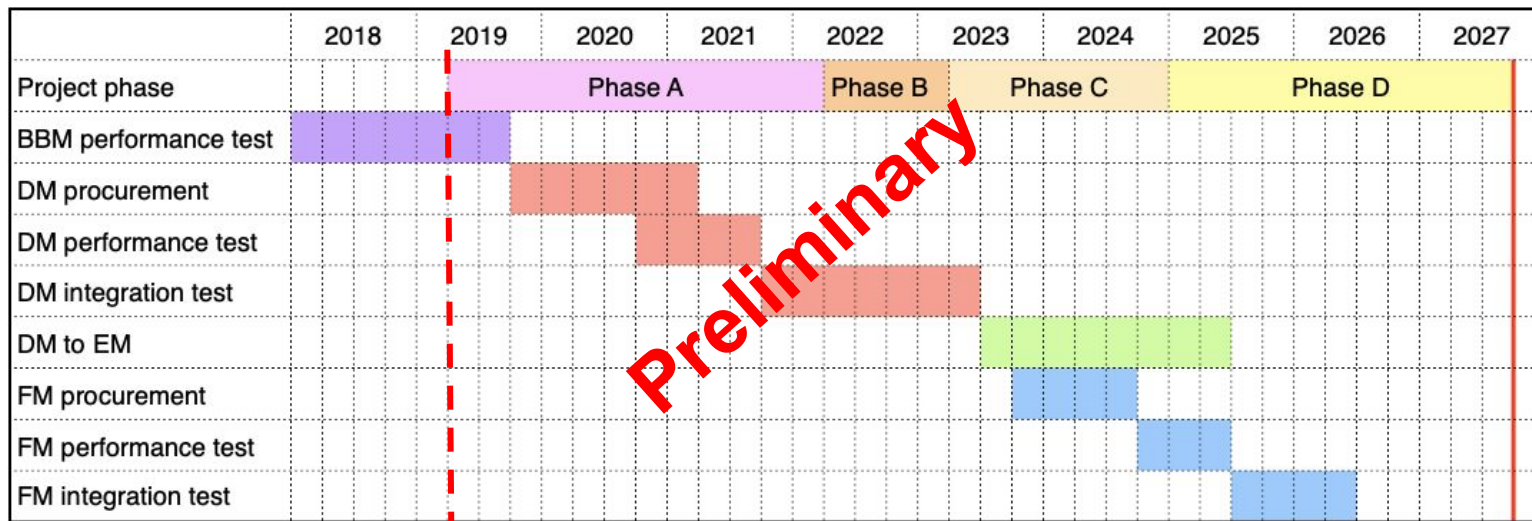 2018 2019 2020 2021 2022 2023 2024 2025 2026 2027
Project phase Phase A Phase B Phase C Phase D
BBM performance test
DM procurement
DM performance test
DM integration test
DM to EM
FM procurement
FM performance test
FM integration test
Preliminary